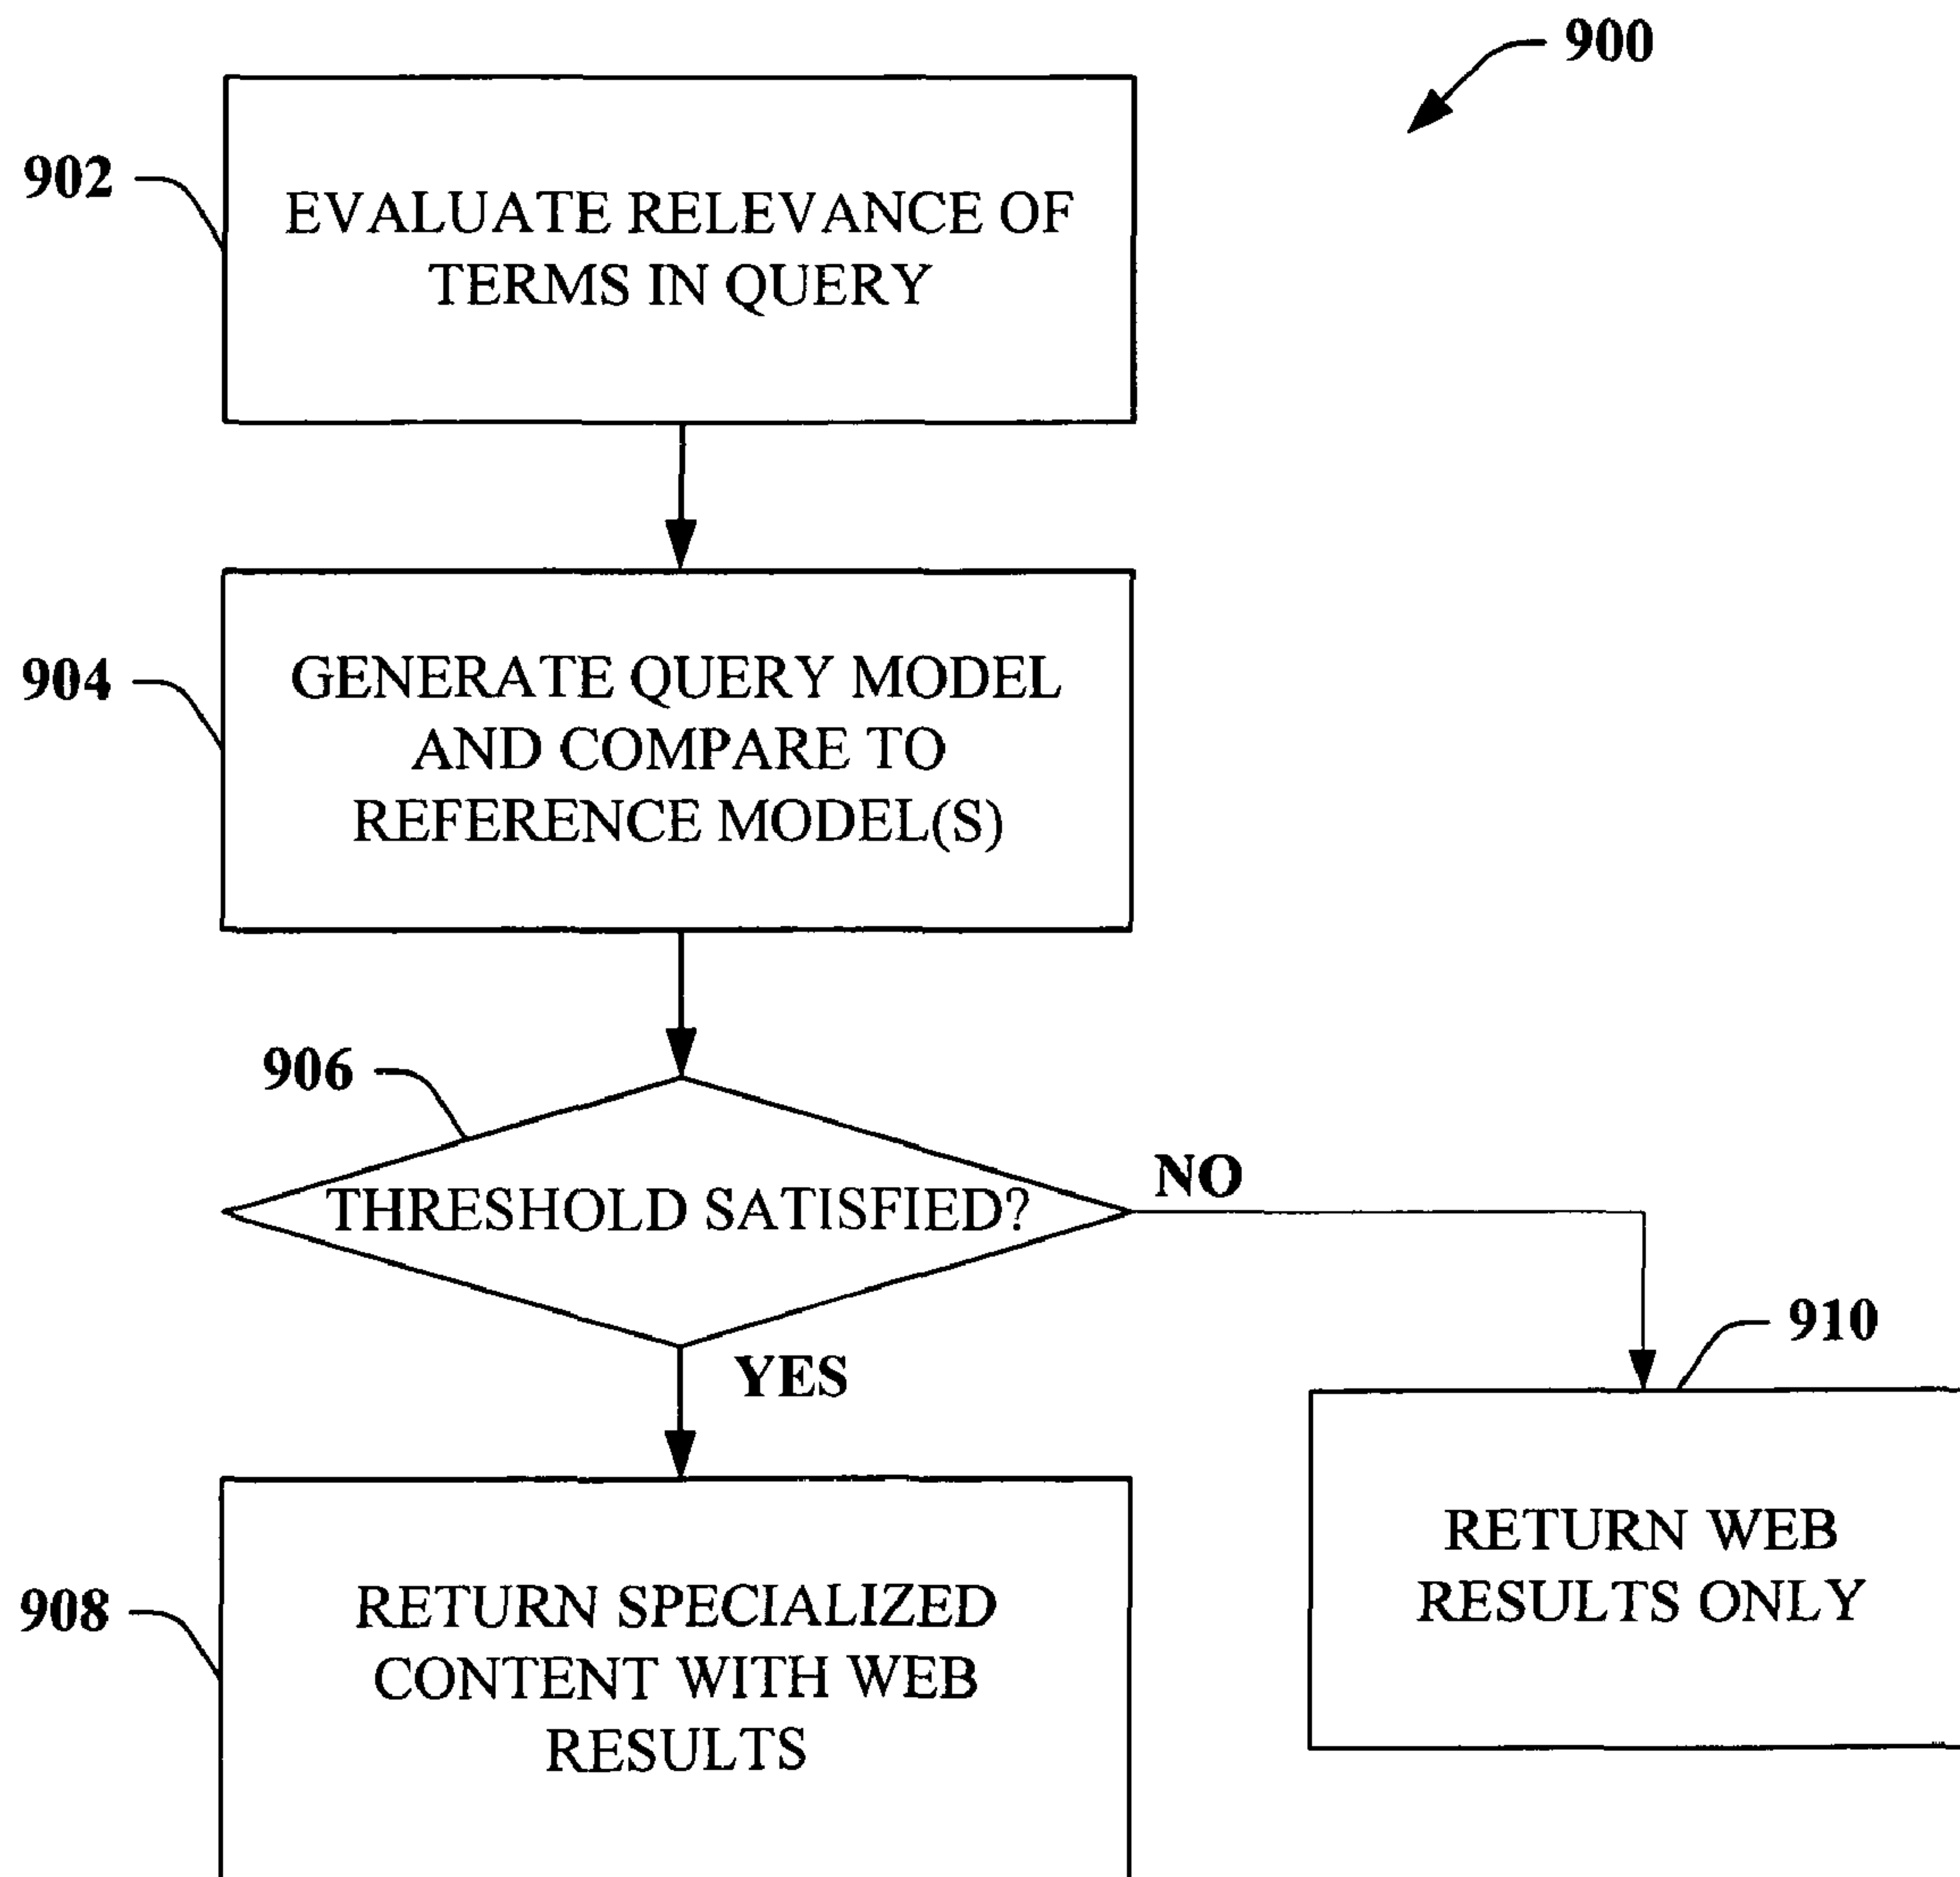 900
902
EVALUATE RELEVANCE OF
TERMS IN QUERY
904
GENERATE QUERY MODEL
AND COMPARE TO
REFERENCE MODEL(S)
906
THRESHOLD SATISFIED?
NO
YES
910
RETURN WEB
RESULTS ONLY
908
RETURN SPECIALIZED
CONTENT WITH WEB
RESULTS